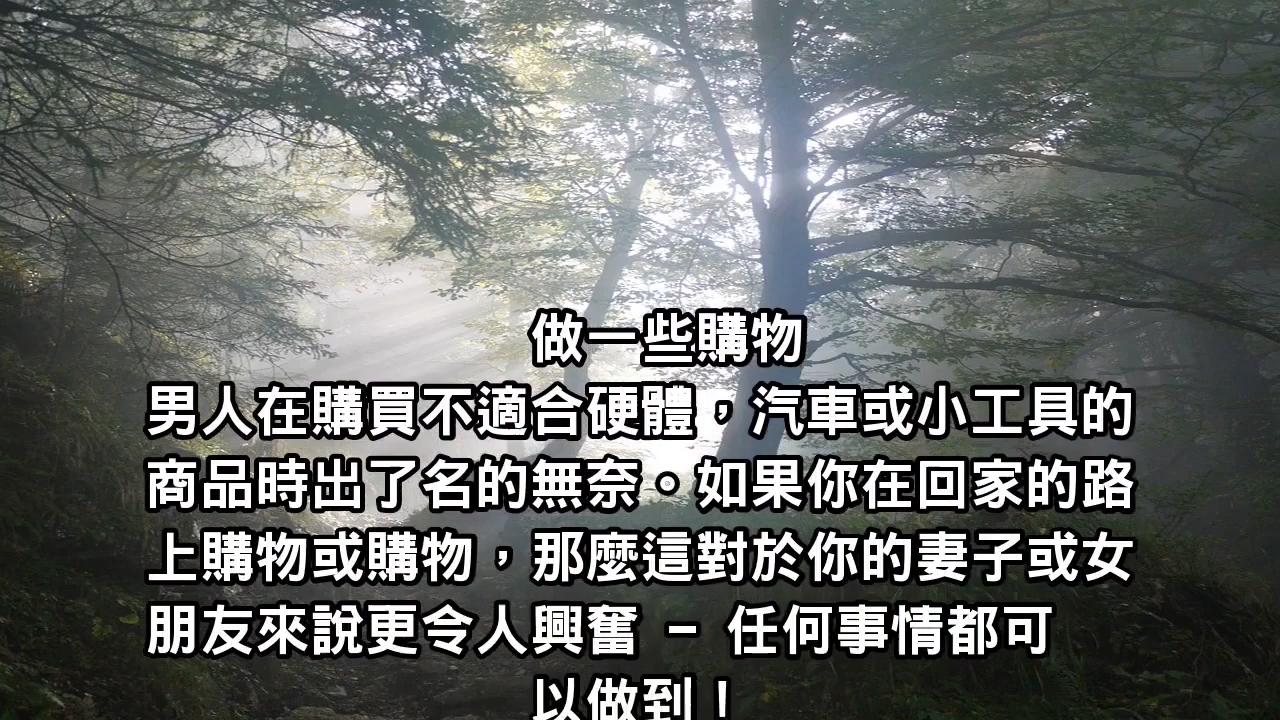 做一些購物
男人在購買不適合硬體，汽車或小工具的
商品時出了名的無奈。如果你在回家的路
上購物或購物，那麼這對於你的妻子或女
朋友來說更令人興奮 – 任何事情都可
以做到！